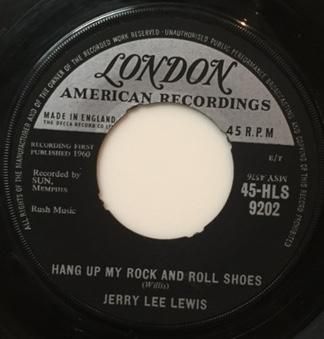 ALL RIGHTS OF THE MANUFACTURER AND OF THE OWNER OF THE RECORDED WORK RESERVED · UNAUTHORISED PUBLIC PERFORMANCE BROADCASTING AND COPYING OF THIS RECORD PROHIBITED
LONDON
AMERICAN RECORDINGS
MADE IN ENGLAND
THE DECCA RECORD CO LTD
45 R.P.M
RECORDING FIRST
PUBLISHED 1960
E/T
Recorded by
SUN,
MEMPHIS
MSY.4576
45-HLS
9202
Rush Music
HANG UP MY ROCK AND ROLL SHOES
(Willis)
JERRY LEE LEWIS